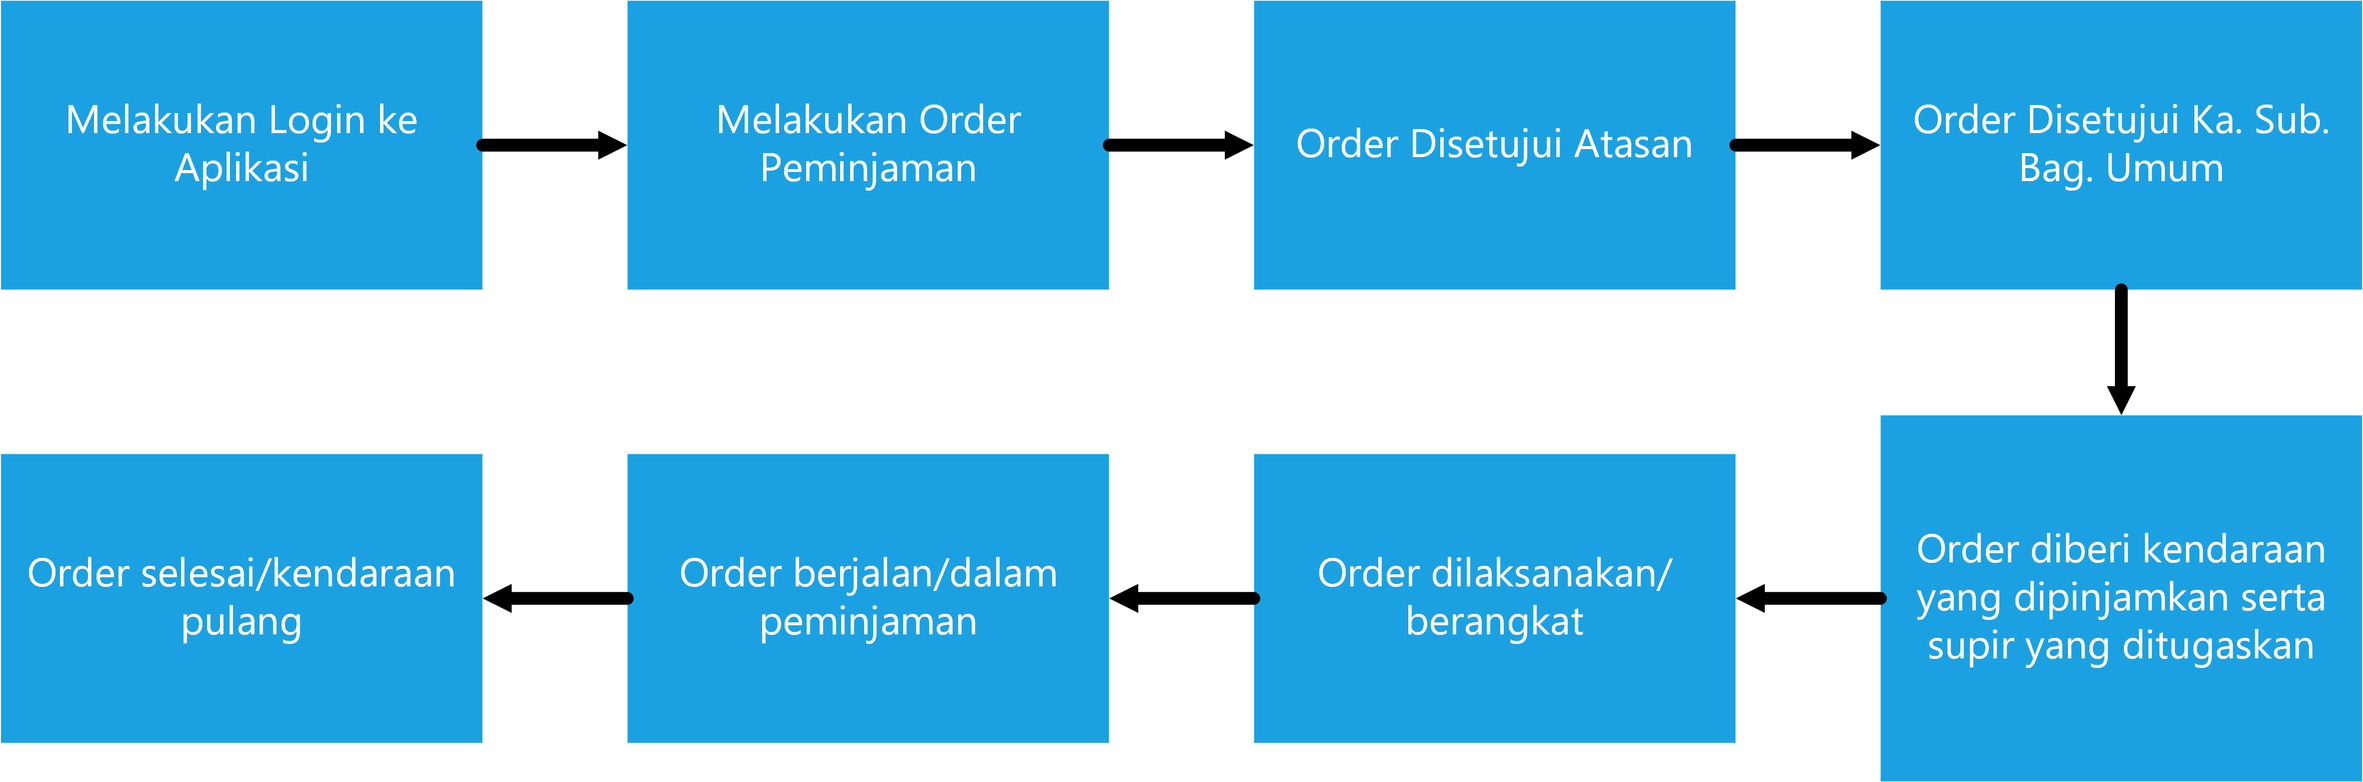 Melakukan Login ke
Aplikasi
Melakukan Order
Peminjaman
Order Disetujui Atasan
Order Disetujui Ka. Sub.
Bag. Umum
Order diberi kendaraan
yang dipinjamkan serta
supir yang ditugaskan
Order dilaksanakan/
berangkat
Order berjalan/dalam
peminjaman
Order selesai/kendaraan
pulang